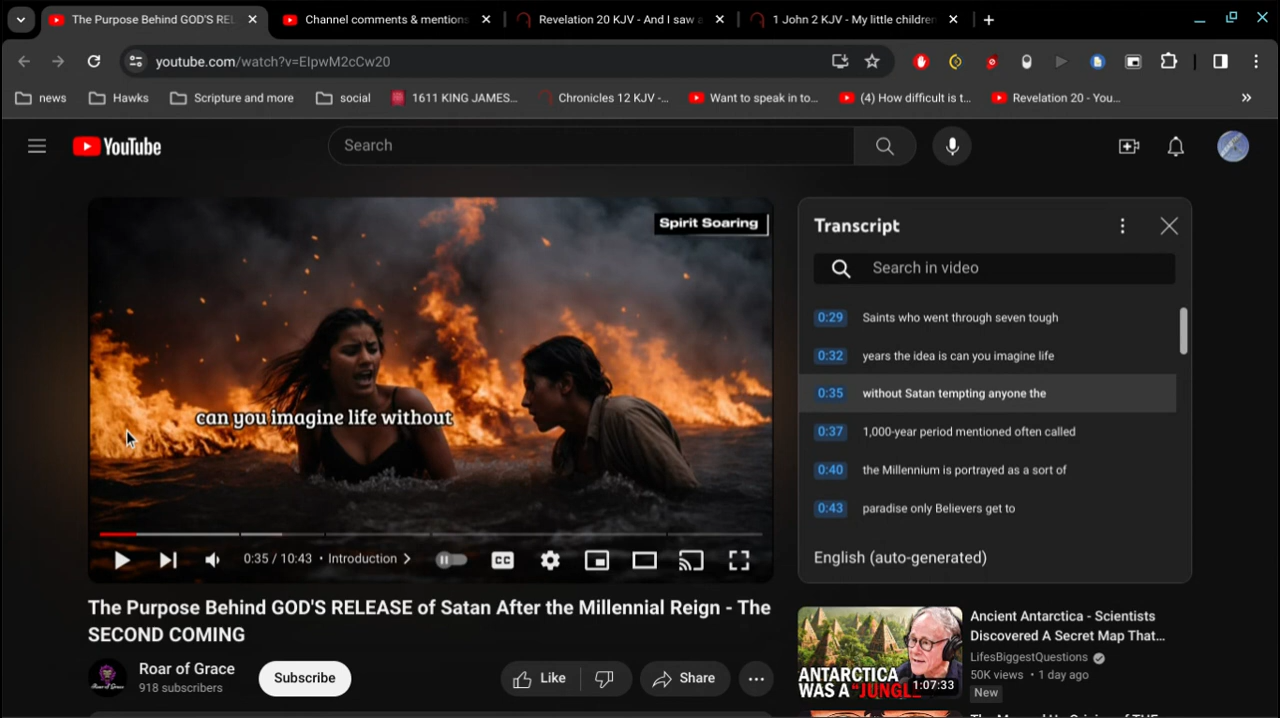 The Purpose Behind GOD'S REL
Channel comments & mentions
Revelation 20 KJV - And I saw a
1 John 2 KJV - My little children
youtube.com/watch?v=EIpwM2cCw20
news
Hawks
Scripture and more
social
1611 KING JAMES...
Chronicles 12 KJV -...
Want to speak in to...
(4) How difficult is t...
Revelation 20 - You...
YouTube
Search
Spirit Soaring
can you imagine life without
0:35 / 10:43 • Introduction
CC
Transcript
Search in video
0:29 Saints who went through seven tough
0:32 years the idea is can you imagine life
0:35 without Satan tempting anyone the
0:37 1,000-year period mentioned often called
0:40 the Millennium is portrayed as a sort of
0:43 paradise only Believers get to
English (auto-generated)
The Purpose Behind GOD'S RELEASE of Satan After the Millennial Reign - The
SECOND COMING
Roar of Grace
918 subscribers
Subscribe
Like
Share
ANTARCTICA
WAS A "JUNGL
1:07:33
Ancient Antarctica - Scientists
Discovered A Secret Map That...
LifesBiggestQuestions
50K views • 1 day ago
New